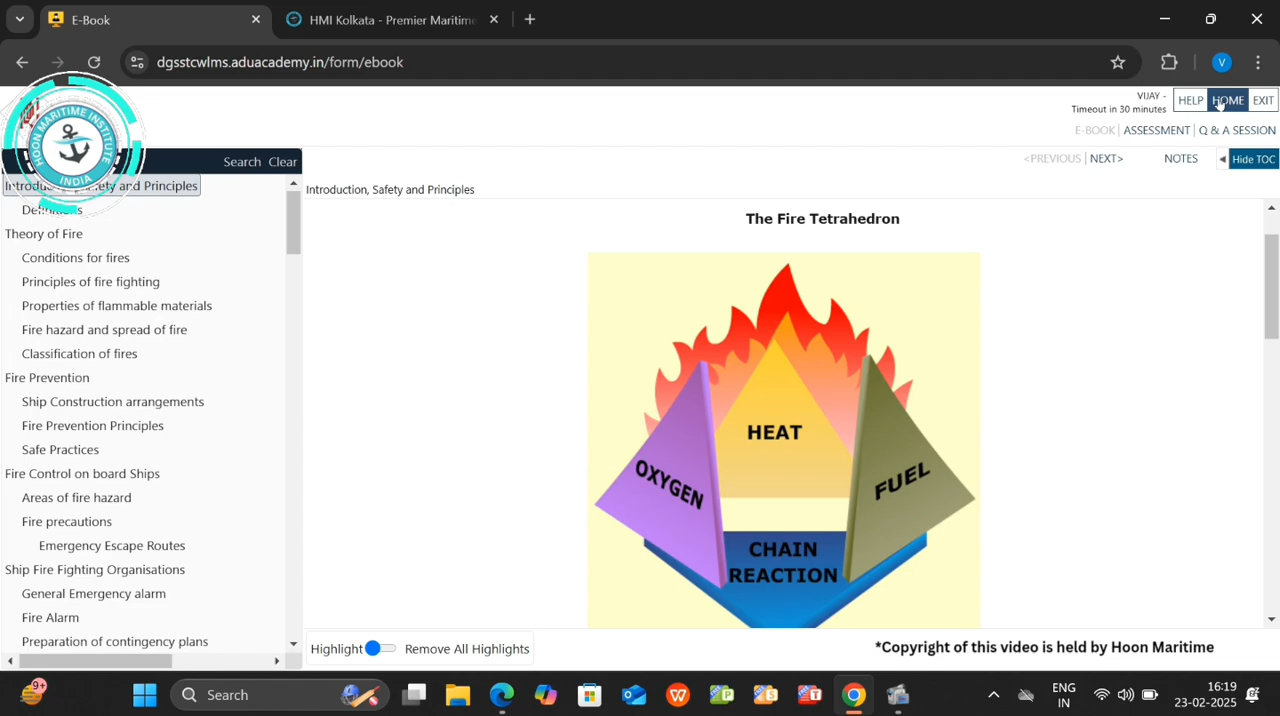 E-Book
HMI Kolkata - Premier Maritime
dgsstcwlms.aduacademy.in/form/ebook
V
VIJAY -
Timeout in 30 minutes
HELP HOME EXIT
E-BOOK ASSESSMENT Q & A SESSION
<PREVIOUS NEXT> NOTES Hide TOC
HOON MARITIME INSTITUTE
INDIA
Search Clear
Introduction, Safety and Principles
Definitions
Theory of Fire
Conditions for fires
Principles of fire fighting
Properties of flammable materials
Fire hazard and spread of fire
Classification of fires
Fire Prevention
Ship Construction arrangements
Fire Prevention Principles
Safe Practices
Fire Control on board Ships
Areas of fire hazard
Fire precautions
Emergency Escape Routes
Ship Fire Fighting Organisations
General Emergency alarm
Fire Alarm
Preparation of contingency plans
Introduction, Safety and Principles
The Fire Tetrahedron
HEAT
OXYGEN
FUEL
CHAIN
REACTION
Highlight Remove All Highlights
*Copyright of this video is held by Hoon Maritime
9+
Search
ENG
IN
16:19
23-02-2025